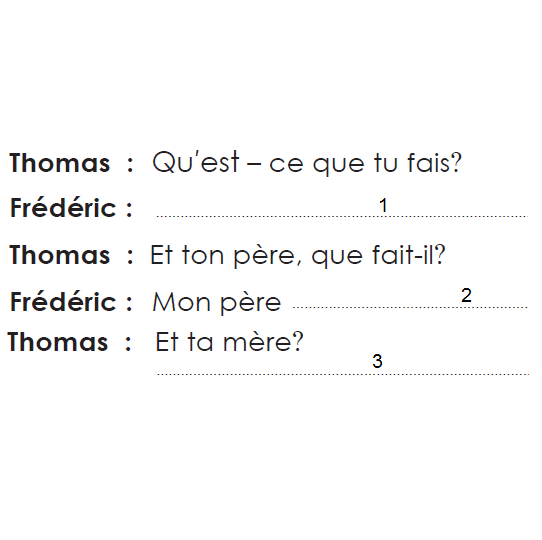 Thomas : Qu'est – ce que tu fais?
Frédéric : ........ 1 ........
Thomas : Et ton père, que fait-il?
Frédéric : Mon père ........ 2 ........
Thomas : Et ta mère?
........ 3 ........